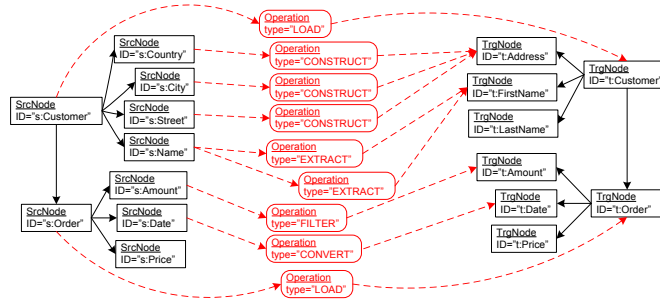 Operation
type="LOAD"
SrcNode
ID="s:Country"
Operation
type="CONSTRUCT"
TrgNode
ID="t:Address"
SrcNode
ID="s:City"
Operation
type="CONSTRUCT"
TrgNode
ID="t:FirstName"
TrgNode
ID="t:Customer"
SrcNode
ID="s:Customer"
SrcNode
ID="s:Street"
Operation
type="CONSTRUCT"
TrgNode
ID="t:LastName"
SrcNode
ID="s:Name"
Operation
type="EXTRACT"
Operation
type="EXTRACT"
TrgNode
ID="t:Amount"
SrcNode
ID="s:Amount"
SrcNode
ID="s:Order"
SrcNode
ID="s:Date"
Operation
type="FILTER"
TrgNode
ID="t:Date"
TrgNode
ID="t:Order"
SrcNode
ID="s:Price"
Operation
type="CONVERT"
TrgNode
ID="t:Price"
Operation
type="LOAD"